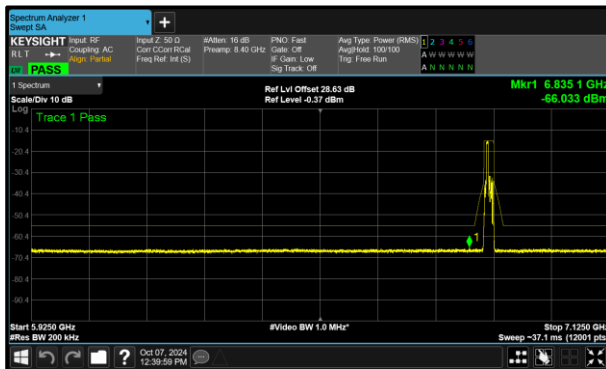 Spectrum Analyzer 1
Swept SA
+
KEYSIGHT Input: RF Input Z: 50 Ω #Atten: 16 dB PNO: Fast Avg Type: Power (RMS) 1 2 3 4 5 6
RLT Coupling: AC Corr CCorr RCal Preamp: 8.40 GHz Gate: Off Avg|Hold: 100/100 A W W W W W
Align: Partial Freq Ref: Int (S) IF Gain: Low Trig: Free Run
PASS Sig Track: Off A N N N N N
1 Spectrum Ref Lvl Offset 28.63 dB Mkr1 6.835 1 GHz
Scale/Div 10 dB Ref Level -0.37 dBm -66.033 dBm
Log
Trace 1 Pass
-10.4
-20.4
-30.4
-40.4
-50.4
-60.4
1
-70.4
-80.4
-90.4
Start 5.9250 GHz #Video BW 1.0 MHz* Stop 7.1250 GHz
#Res BW 200 kHz Sweep ~37.1 ms (12001 pts)
? Oct 07, 2024
12:39:59 PM